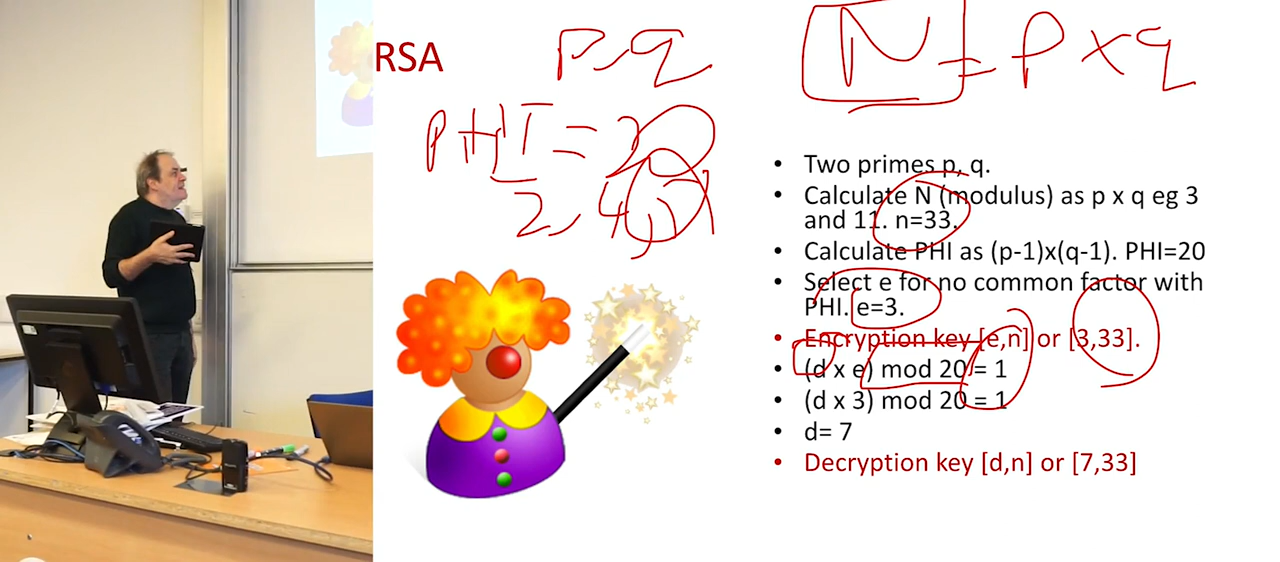 RSA
p, q
N = p x q
PHI = 20
2, 4,
• Two primes p, q.
• Calculate N (modulus) as p x q eg 3
and 11. n=33.
• Calculate PHI as (p-1)x(q-1). PHI=20
• Select e for no common factor with
PHI. e=3.
• Encryption key [e,n] or [3,33].
• (d x e) mod 20 = 1
• (d x 3) mod 20 = 1
• d= 7
• Decryption key [d,n] or [7,33]